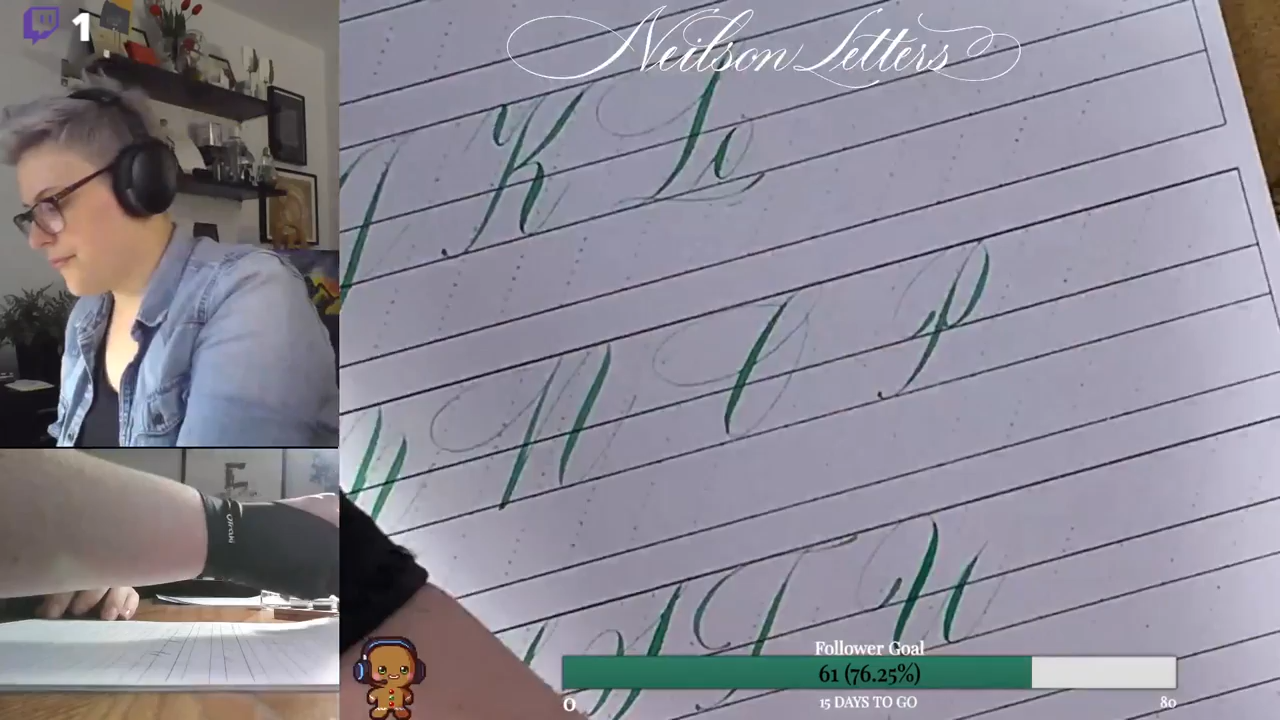 1
Neilson Letters
K L
N O P
S T U
Follower Goal
61 (76.25%)
0 15 DAYS TO GO 80